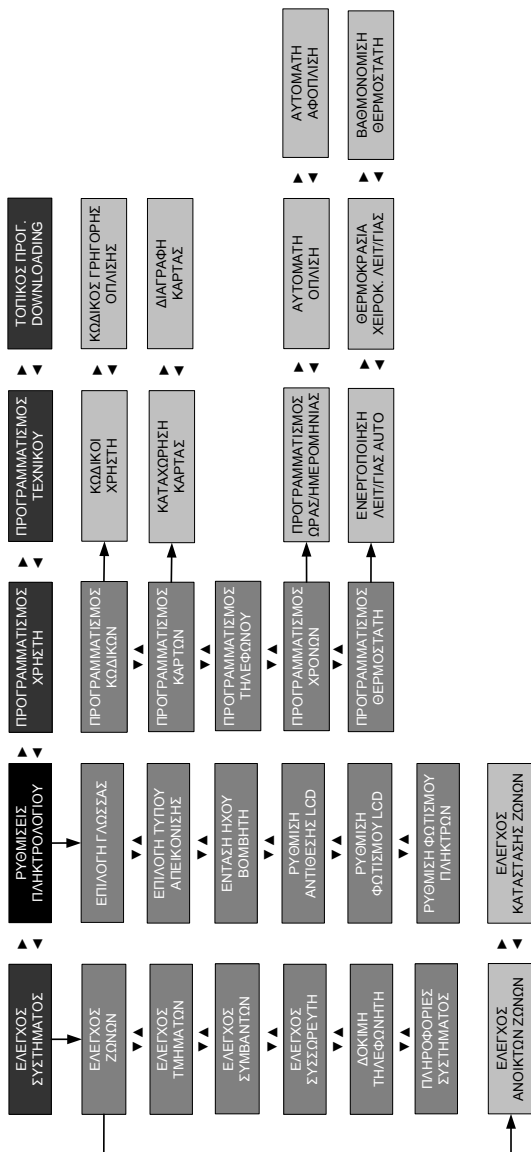 ΕΛΕΓΧΟΣ
ΣΥΣΤΗΜΑΤΟΣ
ΡΥΘΜΙΣΕΙΣ
ΠΛΗΚΤΡΟΛΟΓΙΟΥ
ΠΡΟΓΡΑΜΜΑΤΙΣΜΟΣ
ΧΡΗΣΤΗ
ΠΡΟΓΡΑΜΜΑΤΙΣΜΟΣ
ΤΕΧΝΙΚΟΥ
ΤΟΠΙΚΟΣ ΠΡΟΓ.
DOWNLOADING
ΕΛΕΓΧΟΣ
ΖΩΝΩΝ
ΕΠΙΛΟΓΗ ΓΛΩΣΣΑΣ
ΠΡΟΓΡΑΜΜΑΤΙΣΜΟΣ
ΚΩΔΙΚΩΝ
ΚΩΔΙΚΟΙ
ΧΡΗΣΤΗ
ΚΩΔΙΚΟΣ ΓΡΗΓΟΡΗΣ
ΟΠΛΙΣΗΣ
ΕΛΕΓΧΟΣ
ΤΜΗΜΑΤΩΝ
ΕΠΙΛΟΓΗ ΤΥΠΟΥ
ΑΠΕΙΚΟΝΙΣΗΣ
ΠΡΟΓΡΑΜΜΑΤΙΣΜΟΣ
ΚΑΡΤΩΝ
ΚΑΤΑΧΩΡΗΣΗ
ΚΑΡΤΑΣ
ΔΙΑΓΡΑΦΗ
ΚΑΡΤΑΣ
ΕΛΕΓΧΟΣ
ΣΥΜΒΑΝΤΩΝ
ΕΝΤΑΣΗ ΗΧΟΥ
ΒΟΜΒΗΤΗ
ΠΡΟΓΡΑΜΜΑΤΙΣΜΟΣ
ΤΗΛΕΦΩΝΟΥ
ΕΛΕΓΧΟΣ
ΣΥΣΣΩΡΕΥΤΗ
ΡΥΘΜΙΣΗ
ΑΝΤΙΘΕΣΗΣ LCD
ΠΡΟΓΡΑΜΜΑΤΙΣΜΟΣ
ΧΡΟΝΩΝ
ΠΡΟΓΡΑΜΜΑΤΙΣΜΟΣ
ΩΡΑΣ/ΗΜΕΡΟΜΗΝΙΑΣ
ΑΥΤΟΜΑΤΗ
ΟΠΛΙΣΗ
ΑΥΤΟΜΑΤΗ
ΑΦΟΠΛΙΣΗ
ΔΟΚΙΜΗ
ΤΗΛΕΦΩΝΗΤΗ
ΡΥΘΜΙΣΗ
ΦΩΤΙΣΜΟΥ LCD
ΠΡΟΓΡΑΜΜΑΤΙΣΜΟΣ
ΘΕΡΜΟΣΤΑΤΗ
ΕΝΕΡΓΟΠΟΙΗΣΗ
ΛΕΙΤ/ΓΙΑΣ AUTO
ΘΕΡΜΟΚΡΑΣΙΑ
ΧΕΙΡΟΚ. ΛΕΙΤ/ΓΙΑΣ
ΒΑΘΜΟΝΟΜΙΣΗ
ΘΕΡΜΟΣΤΑΤΗ
ΠΛΗΡΟΦΟΡΙΕΣ
ΣΥΣΤΗΜΑΤΟΣ
ΡΥΘΜΙΣΗ ΦΩΤΙΣΜΟΥ
ΠΛΗΚΤΡΩΝ
ΕΛΕΓΧΟΣ
ΑΝΟΙΚΤΩΝ ΖΩΝΩΝ
ΕΛΕΓΧΟΣ
ΚΑΤΑΣΤΑΣΗΣ ΖΩΝΩΝ